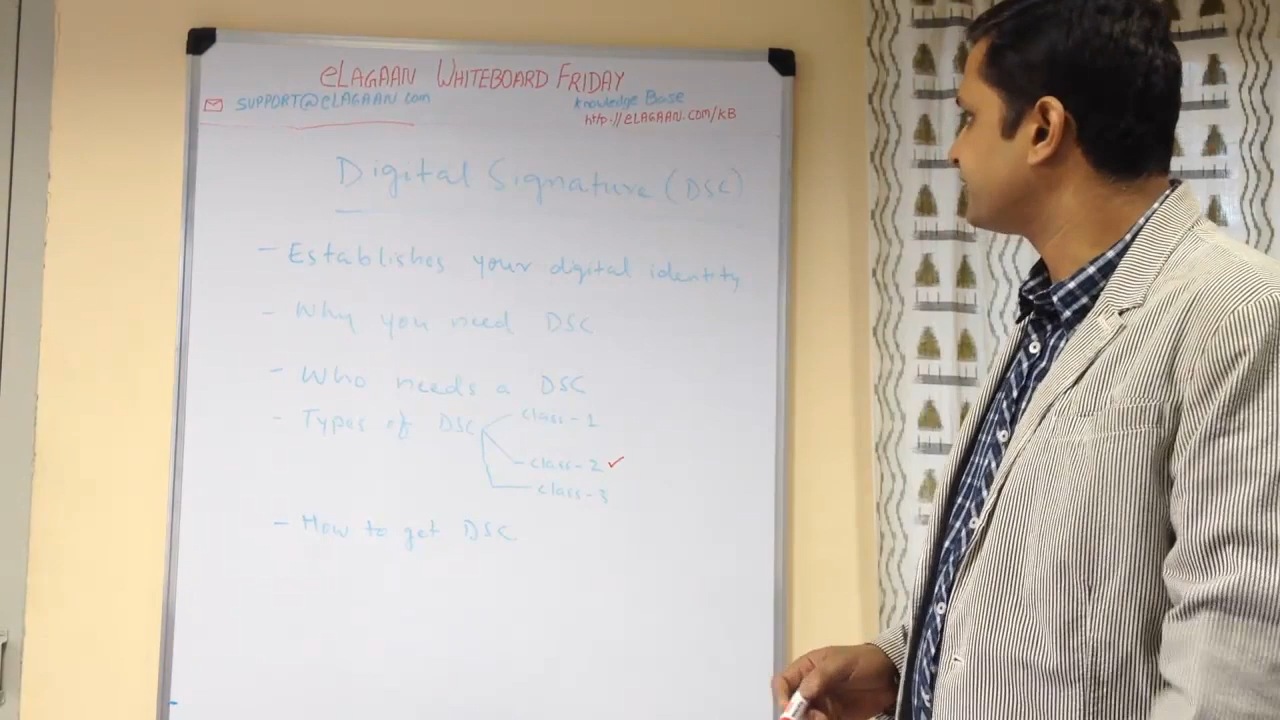 eLAGAAN WHITEBOARD FRIDAY
SUPPORT@eLAGAAN.com
Knowledge Base
http://eLAGAAN.COM/KB
Digital Signature (DSC)
- Establishes your digital identity
- Why you need DSC
- Who needs a DSC
- Types of DSC
class-1
class-2 ✓
class-3
- How to get DSC